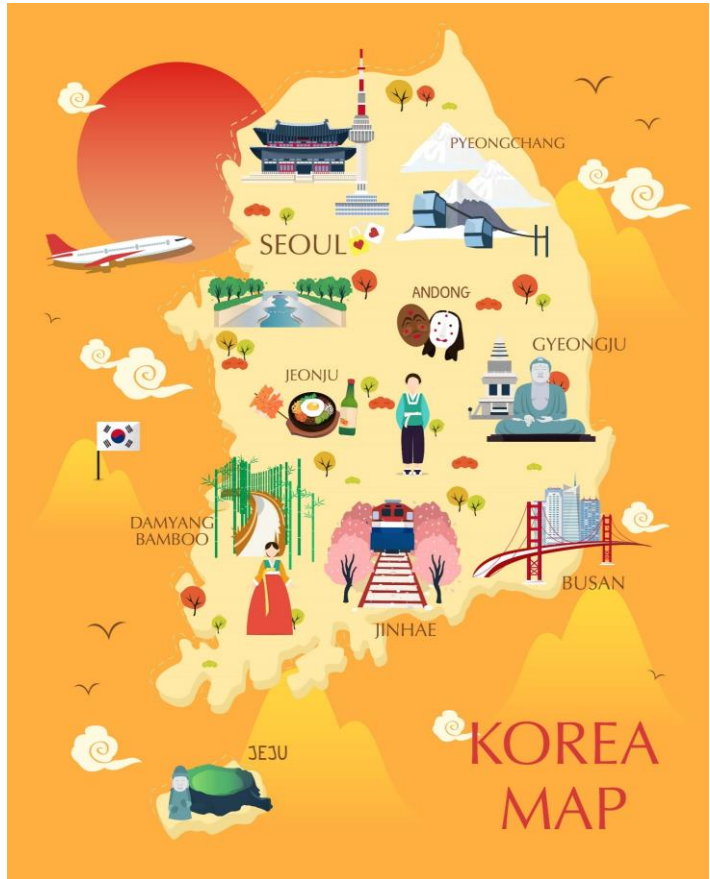 PYEONGCHANG
SEOUL
ANDONG
GYEONGJU
JEONJU
DAMYANG
BAMBOO
BUSAN
JINHAE
JEJU
KOREA
MAP